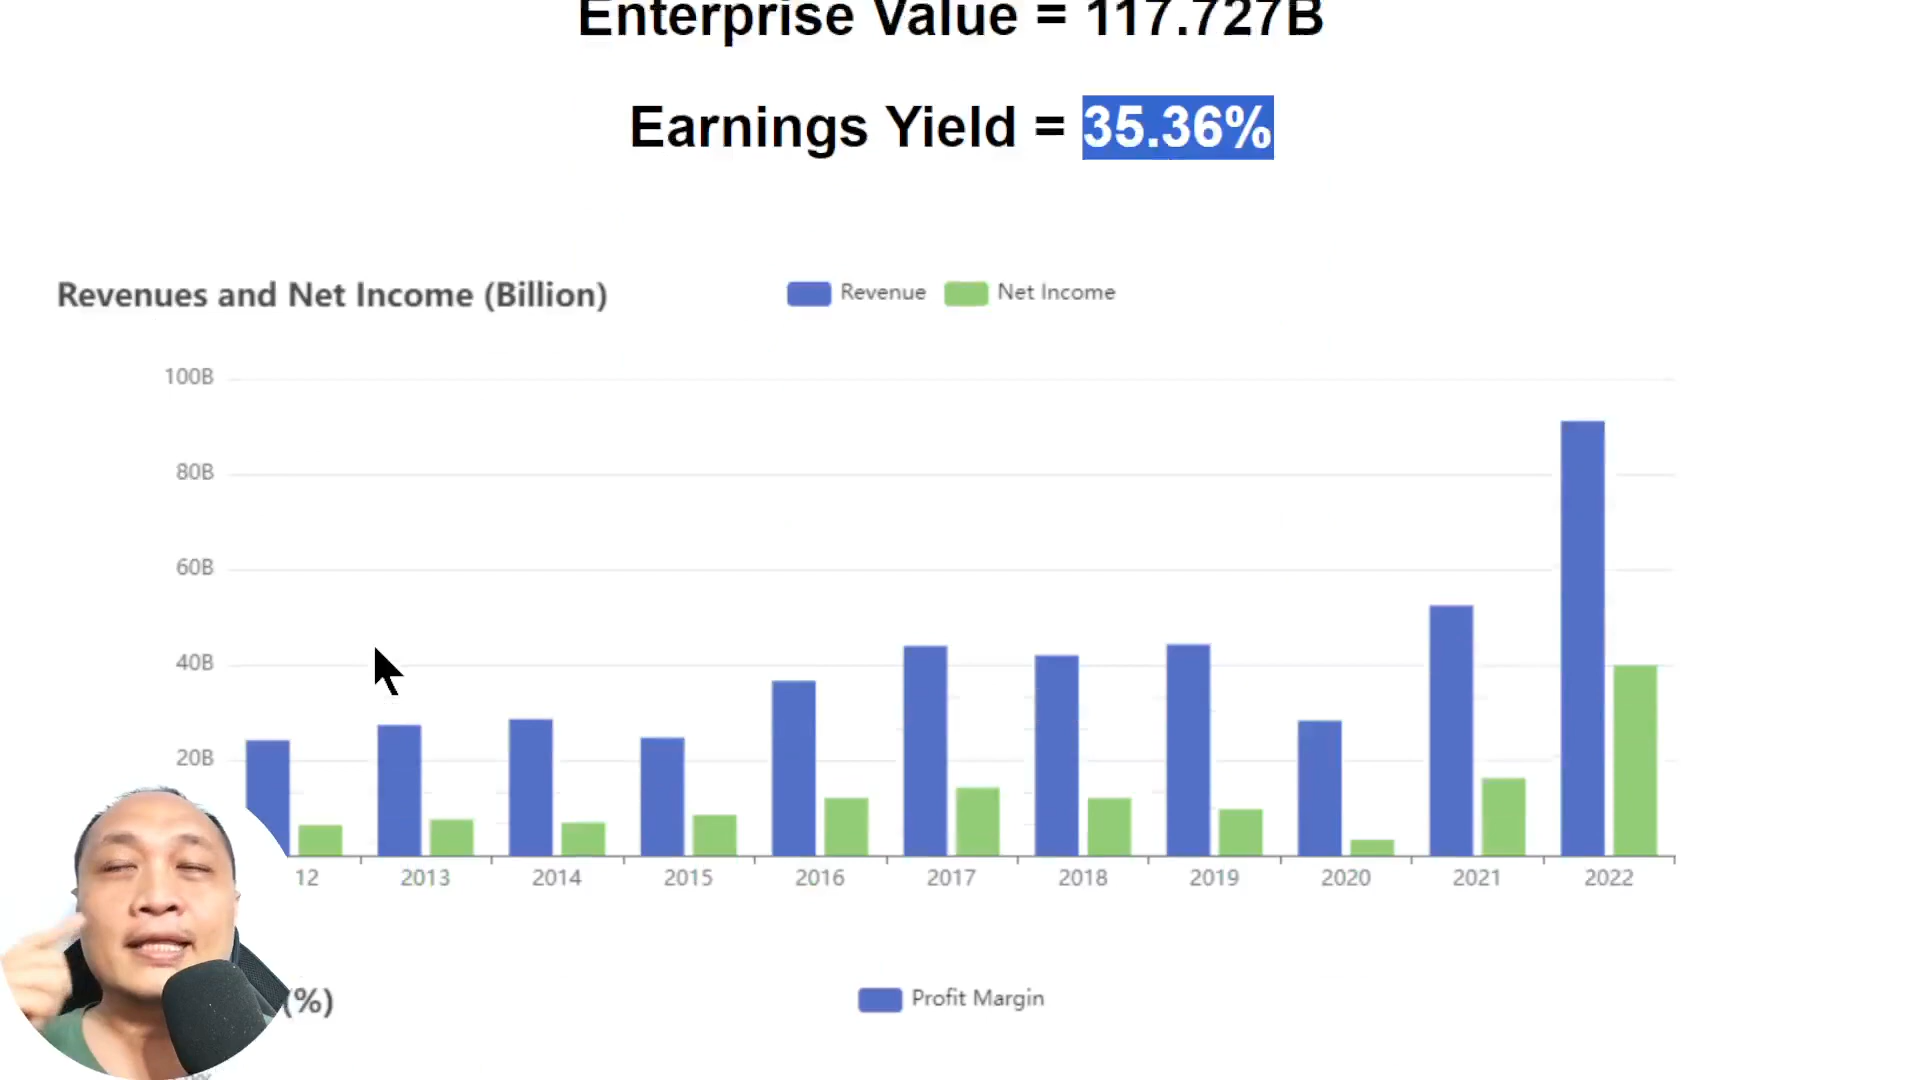 Enterprise Value = 117.727B
Earnings Yield = 35.36%
Revenues and Net Income (Billion)
Revenue
Net Income
100B
80B
60B
40B
20B
12
2013
2014
2015
2016
2017
2018
2019
2020
2021
2022
(%)
Profit Margin